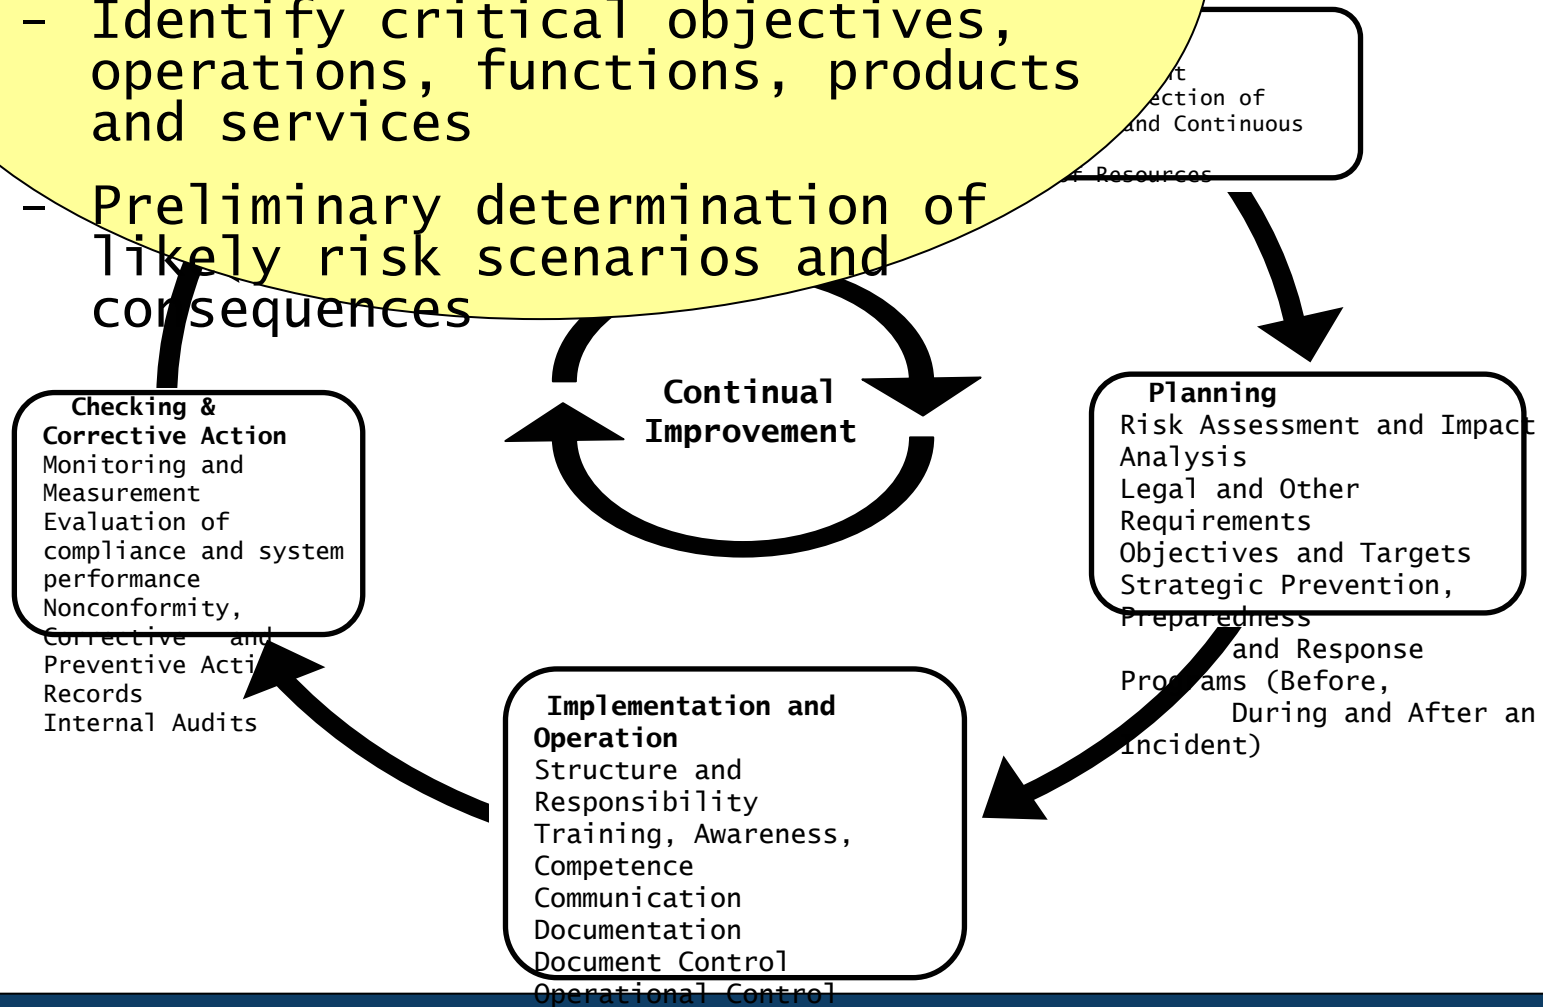 – Identify critical objectives,
operations, functions, products
and services
– Preliminary determination of
likely risk scenarios and
consequences
ection of
and Continuous
of Resources
Continual
Improvement
Checking &
Corrective Action
Monitoring and
Measurement
Evaluation of
compliance and system
performance
Nonconformity,
Corrective and
Preventive Acti
Records
Internal Audits
Planning
Risk Assessment and Impact
Analysis
Legal and Other
Requirements
Objectives and Targets
Strategic Prevention,
Preparedness
and Response
Programs (Before,
During and After an
Incident)
Implementation and
Operation
Structure and
Responsibility
Training, Awareness,
Competence
Communication
Documentation
Document Control
Operational Control